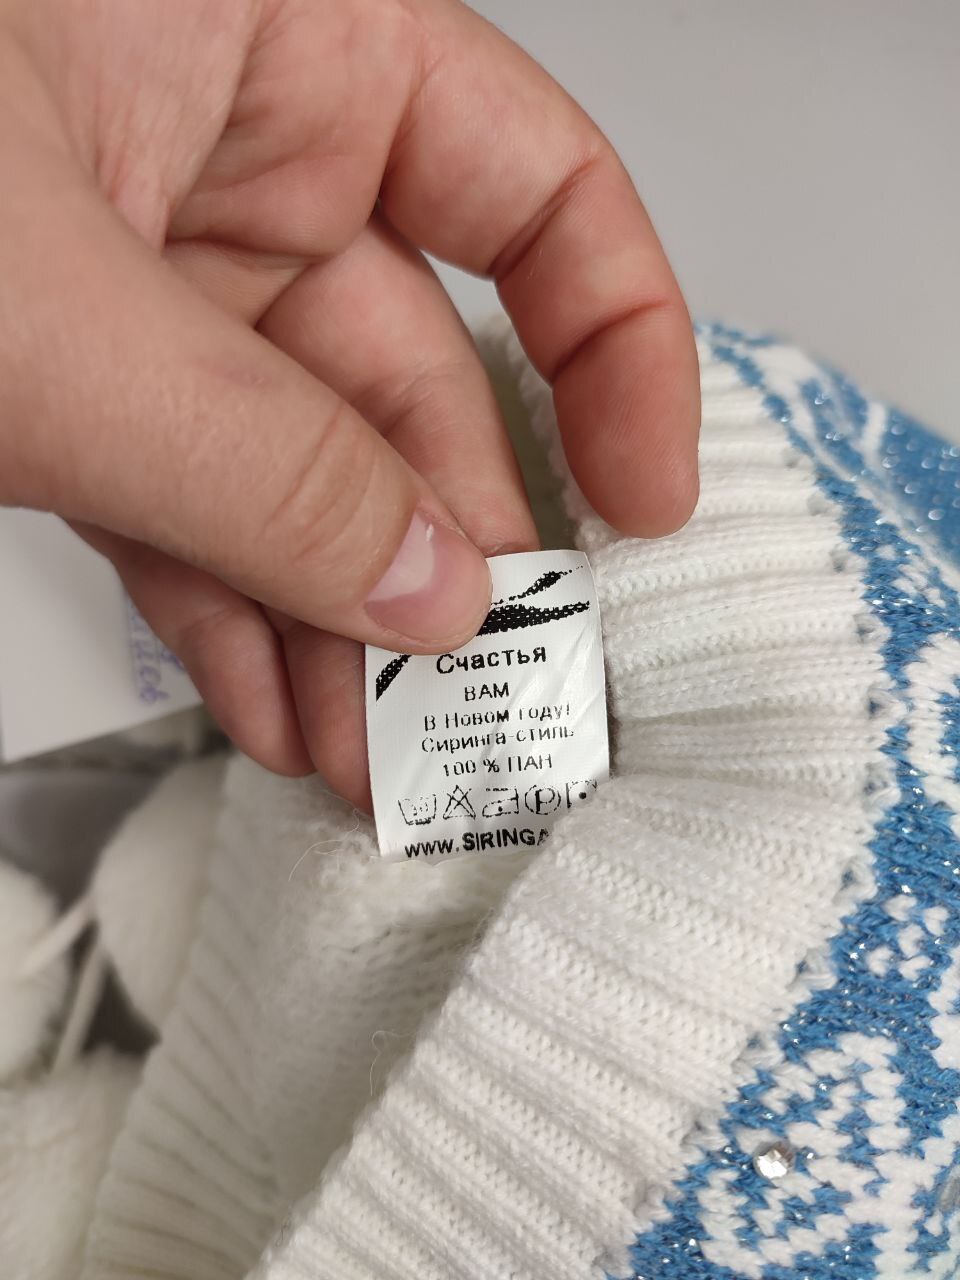 Счастья
ВАМ
В Новом году!
Сиринга-стиль
100 % ПАН
www.SIRINGA